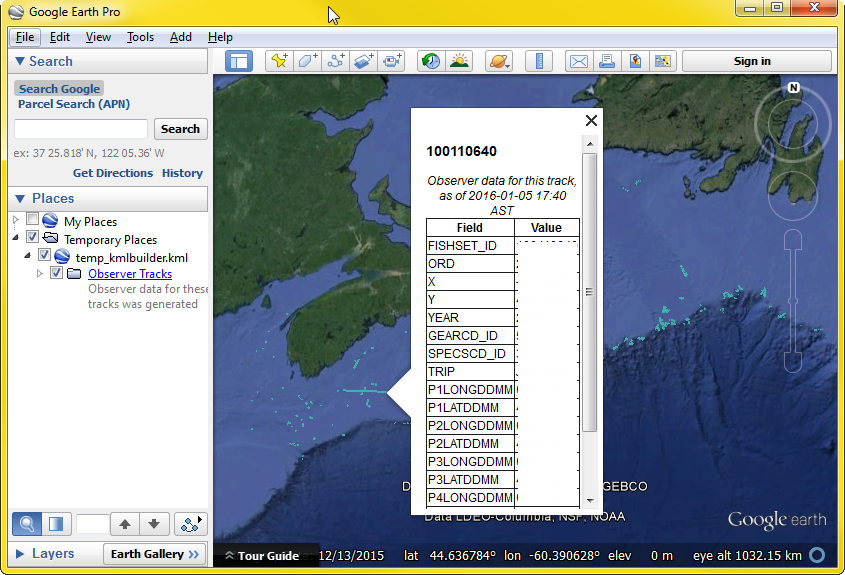 Google Earth Pro
File Edit View Tools Add Help
Search
Search Google
Parcel Search (APN)
Search
ex: 37 25.818' N, 122 05.36' W
Get Directions History
Places
My Places
Temporary Places
temp_kmlbuilder.kml
Observer Tracks
Observer data for these
tracks was generated
Layers
Earth Gallery >>
Sign in
N
100110640
Observer data for this track,
as of 2016-01-05 17:40
AST
Field Value
FISHSET_ID
ORD
X
Y
YEAR
GEARCD_ID
SPECSCD_ID
TRIP
P1LONGDDMM
P1LATDDMM
P2LONGDDMM
P2LATDDMM
P3LONGDDMM
P3LATDDMM
P4LONGDDMM
GEBCO
Data LDEO-Columbia, NSF, NOAA
Google earth
Tour Guide 12/13/2015 lat 44.636784° lon -60.390628° elev 0 m eye alt 1032.15 km